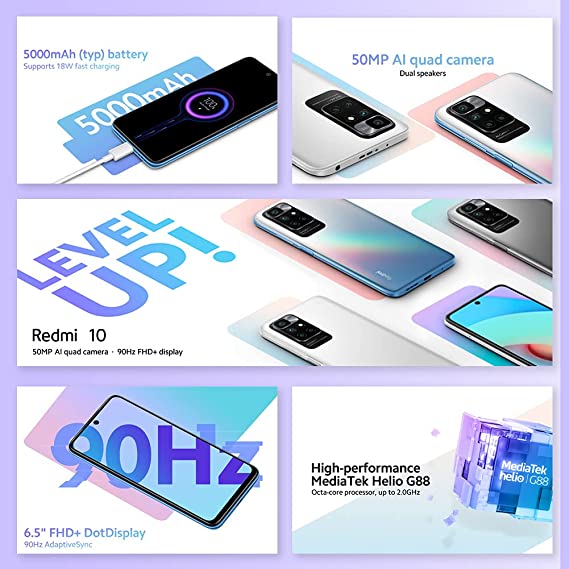 5000mAh (typ) battery
Supports 18W fast charging
5000mAh
50MP AI quad camera
Dual speakers
LEVEL
UP!
Redmi 10
50MP AI quad camera · 90Hz FHD+ display
90Hz
6.5" FHD+ DotDisplay
90Hz AdaptiveSync
High-performance
MediaTek Helio G88
Octa-core processor, up to 2.0GHz
MediaTek
helio G88